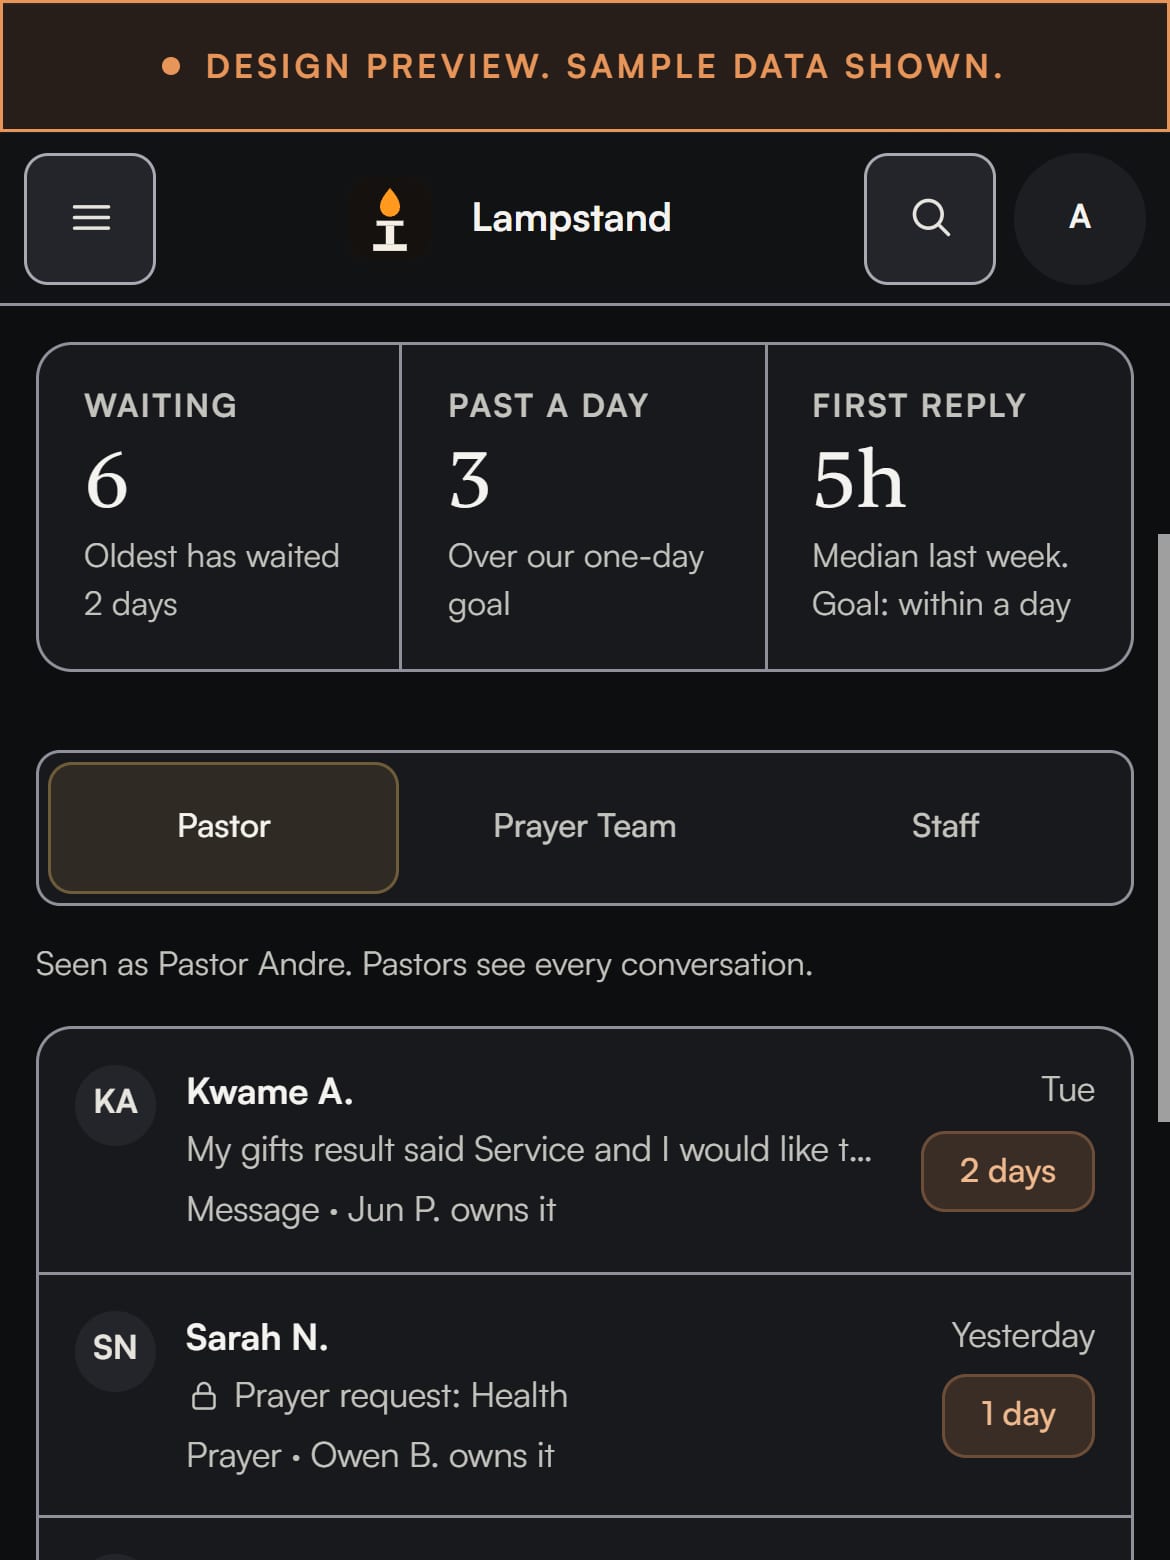 DESIGN PREVIEW. SAMPLE DATA SHOWN.
Lampstand
A
WAITING
6
Oldest has waited
2 days
PAST A DAY
3
Over our one-day
goal
FIRST REPLY
5h
Median last week.
Goal: within a day
Pastor
Prayer Team
Staff
Seen as Pastor Andre. Pastors see every conversation.
KA
Kwame A.
Tue
My gifts result said Service and I would like t...
2 days
Message • Jun P. owns it
SN
Sarah N.
Yesterday
Prayer request: Health
1 day
Prayer • Owen B. owns it